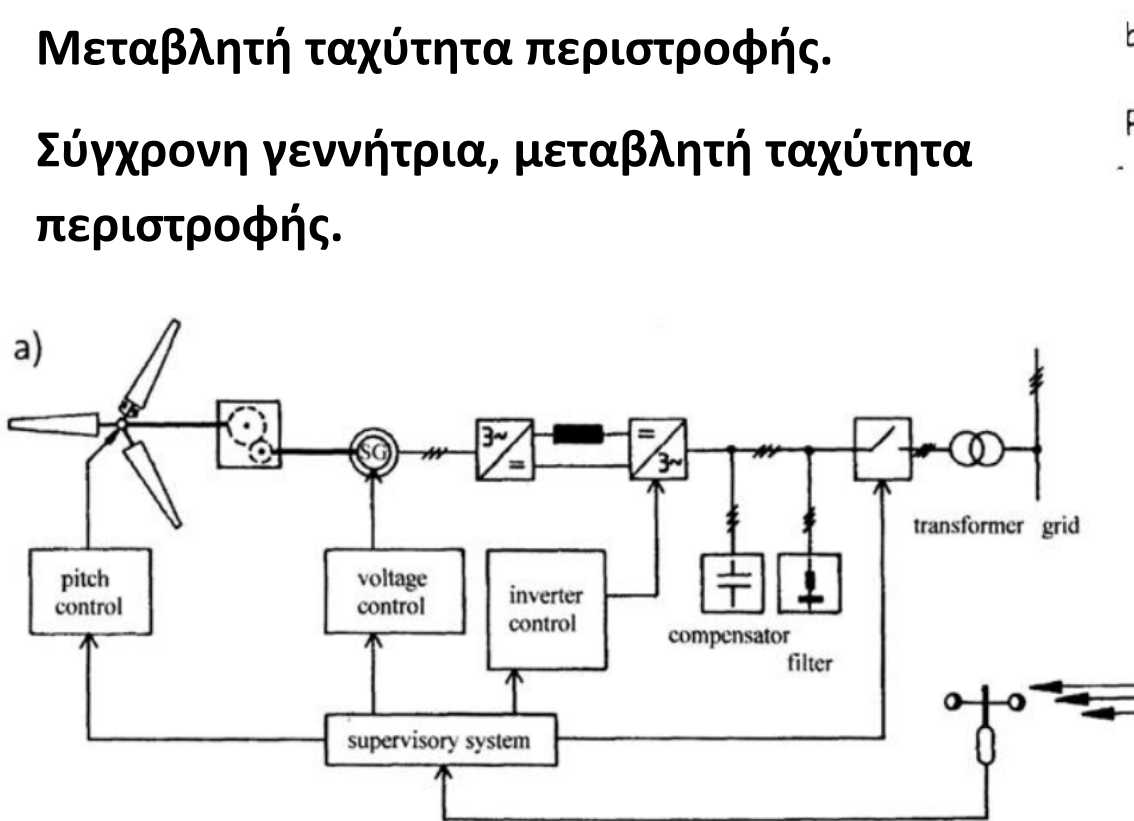 Μεταβλητή ταχύτητα περιστροφής.
Σύγχρονη γεννήτρια, μεταβλητή ταχύτητα
περιστροφής.
a)
3~
=
=
3~
SG
transformer grid
pitch
control
voltage
control
inverter
control
compensator
filter
supervisory system